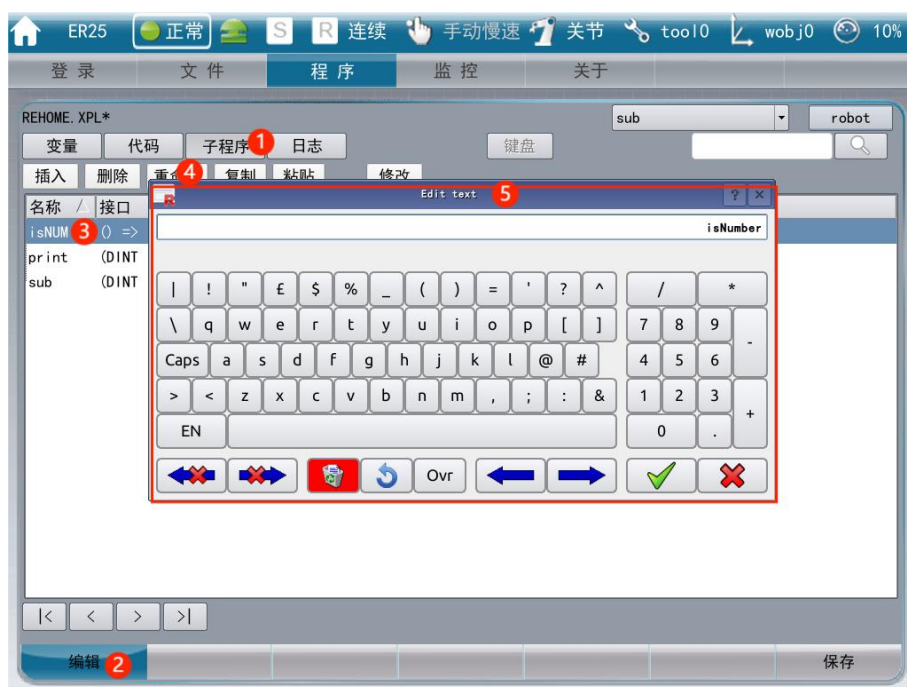 ER25 正常 S R 连续 手动慢速 关节 tool0 wobj0 10%
登录 文件 程序 监控 关于
REHOME.XPL* sub robot
变量 代码 子程序 1 日志 键盘
插入 删除 4 复制 粘贴 修改
名称 接口 Edit text 5 ? ×
isNUM 3 () => isNumber
print (DINT
sub (DINT
| ! " £ $ % _ ( ) = ' ? ^ / *
\ q w e r t y u i o p [ ] 7 8 9 -
Caps a s d f g h j k l @ # 4 5 6
> < z x c v b n m , ; : & 1 2 3 +
EN 0 .
Ovr
|< < > >|
编辑 2 保存